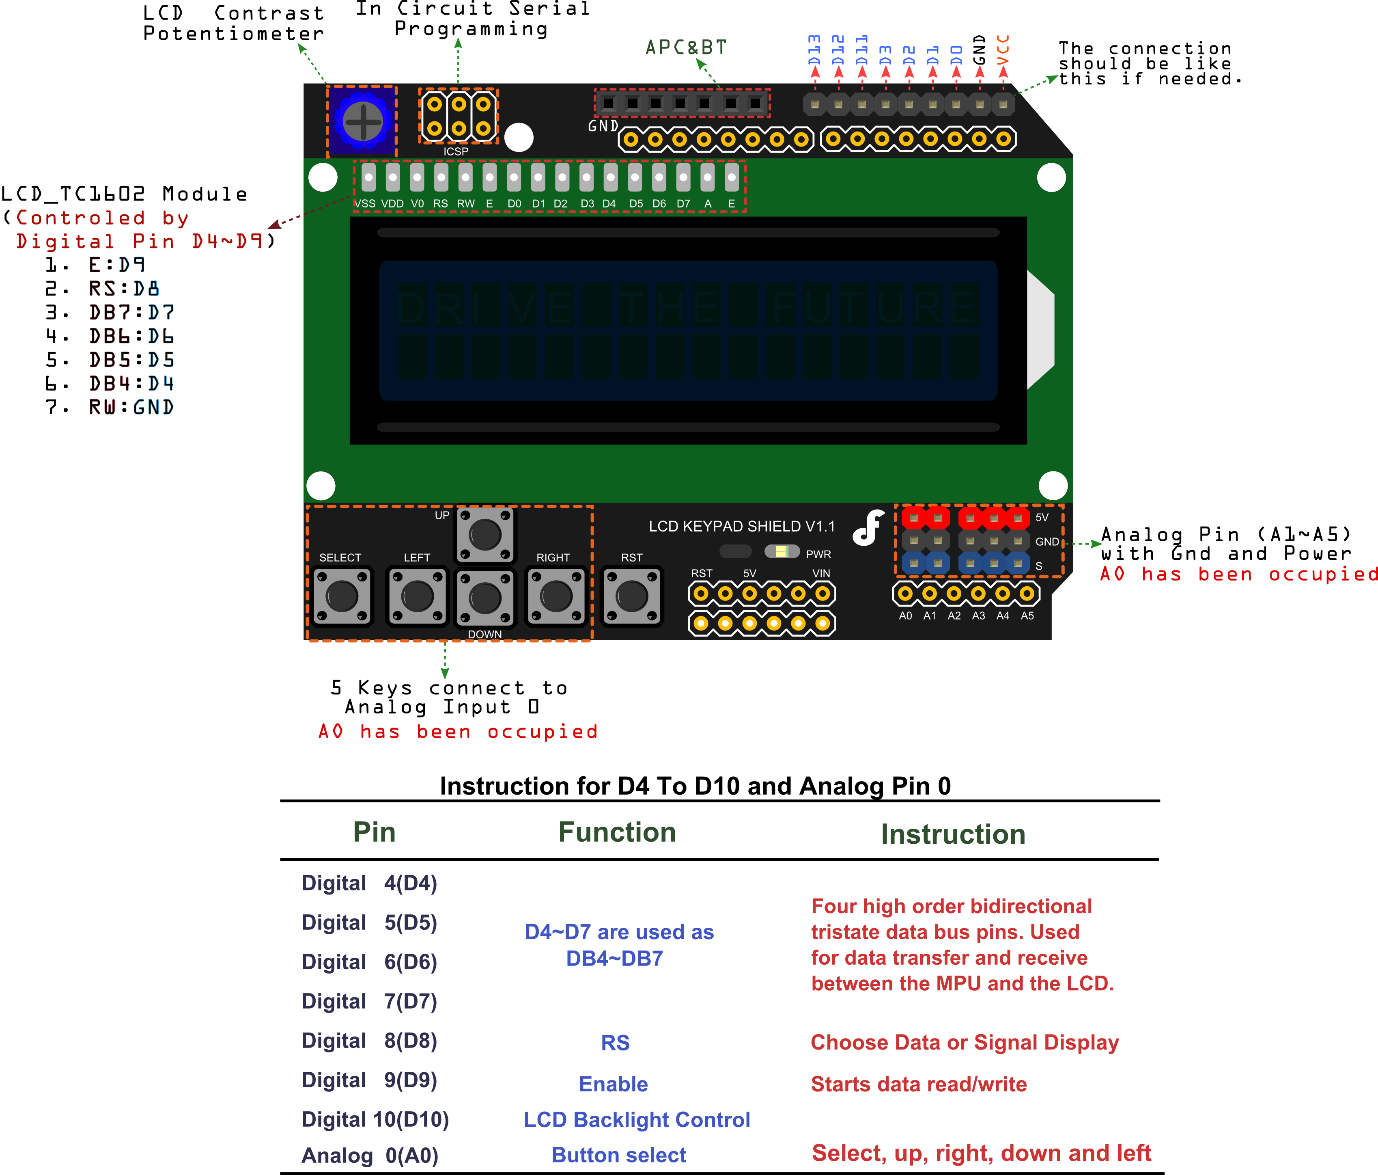 LCD Contrast
Potentiometer
In Circuit Serial
Programming
APC&BT
D13
D12
D11
D3
D2
D1
D0
GND
VCC
The connection
should be like
this if needed.
GND
ICSP
LCD_TC1602 Module
(Controled by
Digital Pin D4~D9)
1. E:D9
2. RS:D8
3. DB7:D7
4. DB6:D6
5. DB5:D5
6. DB4:D4
7. RW:GND
VSS VDD V0 RS RW E D0 D1 D2 D3 D4 D5 D6 D7 A E
DRIVE THE FUTURE
UP
SELECT LEFT RIGHT RST
DOWN
LCD KEYPAD SHIELD V1.1
PWR
RST 5V VIN
5V
GND
S
A0 A1 A2 A3 A4 A5
Analog Pin (A1~A5)
with Gnd and Power
A0 has been occupied
5 Keys connect to
Analog Input 0
A0 has been occupied
Instruction for D4 To D10 and Analog Pin 0
Pin Function Instruction
Digital 4(D4)
Digital 5(D5)
Digital 6(D6)
Digital 7(D7)
D4~D7 are used as
DB4~DB7
Four high order bidirectional
tristate data bus pins. Used
for data transfer and receive
between the MPU and the LCD.
Digital 8(D8) RS Choose Data or Signal Display
Digital 9(D9) Enable Starts data read/write
Digital 10(D10) LCD Backlight Control
Analog 0(A0) Button select Select, up, right, down and left